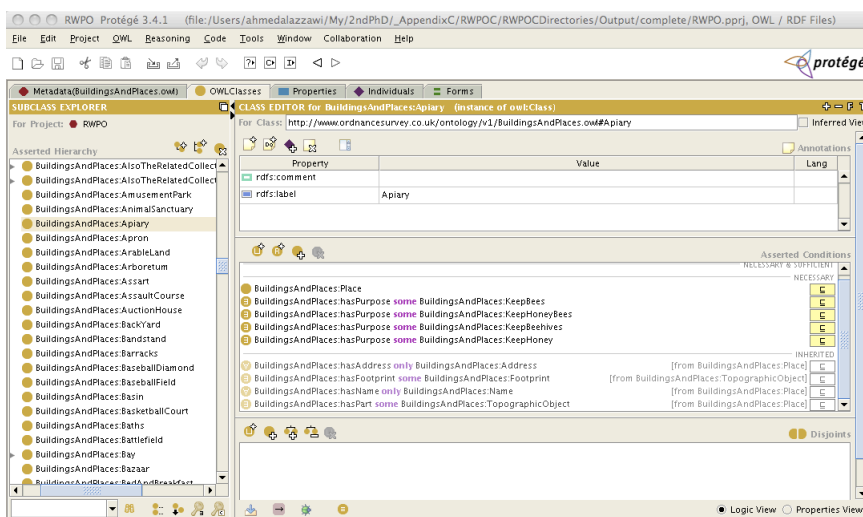 RWPO Protégé 3.4.1 (file:/Users/ahmedalazzawi/My/2ndPhD/_AppendixC/RWPOC/RWPOCDirectories/Output/complete/RWPO.pprj, OWL / RDF Files)
File Edit Project OWL Reasoning Code Tools Window Collaboration Help
protégé
Metadata(BuildingsAndPlaces.owl) OWLClasses Properties Individuals Forms
SUBCLASS EXPLORER
For Project: RWPO
Asserted Hierarchy
BuildingsAndPlaces:AlsoTheRelatedCollect
BuildingsAndPlaces:AlsoTheRelatedCollect
BuildingsAndPlaces:AmusementPark
BuildingsAndPlaces:AnimalSanctuary
BuildingsAndPlaces:Apiary
BuildingsAndPlaces:Apron
BuildingsAndPlaces:ArableLand
BuildingsAndPlaces:Arboretum
BuildingsAndPlaces:Assart
BuildingsAndPlaces:AssaultCourse
BuildingsAndPlaces:AuctionHouse
BuildingsAndPlaces:BackYard
BuildingsAndPlaces:Bandstand
BuildingsAndPlaces:Barracks
BuildingsAndPlaces:BaseballDiamond
BuildingsAndPlaces:BaseballField
BuildingsAndPlaces:Basin
BuildingsAndPlaces:BasketballCourt
BuildingsAndPlaces:Baths
BuildingsAndPlaces:Battlefield
BuildingsAndPlaces:Bay
BuildingsAndPlaces:Bazaar
BuildingsAndPlaces:BedAndBreakfast
CLASS EDITOR for BuildingsAndPlaces:Apiary (instance of owl:Class)
For Class: http://www.ordnancesurvey.co.uk/ontology/v1/BuildingsAndPlaces.owl#Apiary
Inferred Vie
Annotations
Property Value Lang
rdfs:comment
rdfs:label Apiary
Asserted Conditions
NECESSARY & SUFFICIENT
NECESSARY
BuildingsAndPlaces:Place
BuildingsAndPlaces:hasPurpose some BuildingsAndPlaces:KeepBees
BuildingsAndPlaces:hasPurpose some BuildingsAndPlaces:KeepHoneyBees
BuildingsAndPlaces:hasPurpose some BuildingsAndPlaces:KeepBeehives
BuildingsAndPlaces:hasPurpose some BuildingsAndPlaces:KeepHoney
INHERITED
BuildingsAndPlaces:hasAddress only BuildingsAndPlaces:Address [from BuildingsAndPlaces:Place]
BuildingsAndPlaces:hasFootprint some BuildingsAndPlaces:Footprint [from BuildingsAndPlaces:TopographicObject]
BuildingsAndPlaces:hasName only BuildingsAndPlaces:Name [from BuildingsAndPlaces:Place]
BuildingsAndPlaces:hasPart some BuildingsAndPlaces:TopographicObject [from BuildingsAndPlaces:Place]
Disjoints
Logic View Properties View